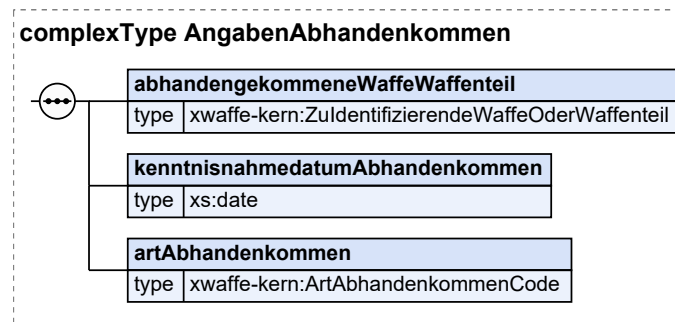 complexType AngabenAbhandenkommen
abhandengekommeneWaffeWaffenteil
type xwaffe-kern:ZuIdentifizierendeWaffeOderWaffenteil
kenntnisnahmedatumAbhandenkommen
type xs:date
artAbhandenkommen
type xwaffe-kern:ArtAbhandenkommenCode